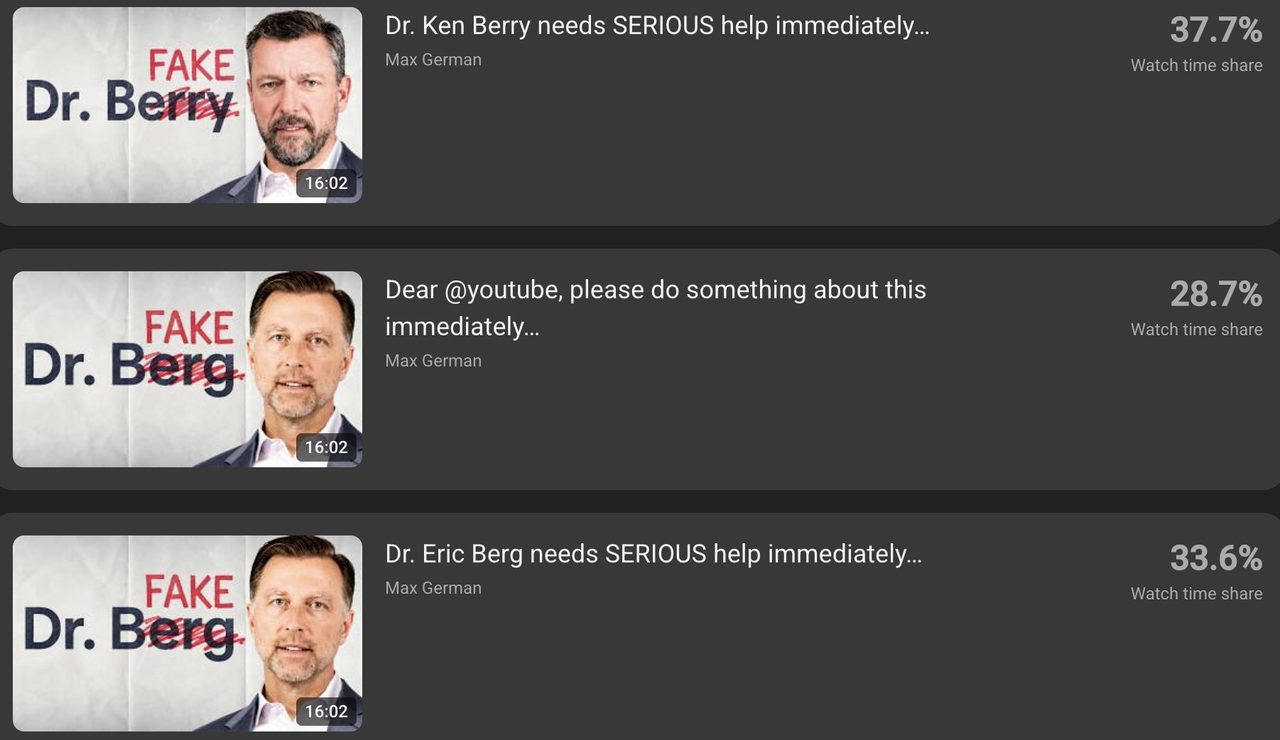 FAKE
Dr. Berry
16:02
Dr. Ken Berry needs SERIOUS help immediately...
Max German
37.7%
Watch time share
FAKE
Dr. Berg
16:02
Dear @youtube, please do something about this
immediately...
Max German
28.7%
Watch time share
FAKE
Dr. Berg
16:02
Dr. Eric Berg needs SERIOUS help immediately...
Max German
33.6%
Watch time share